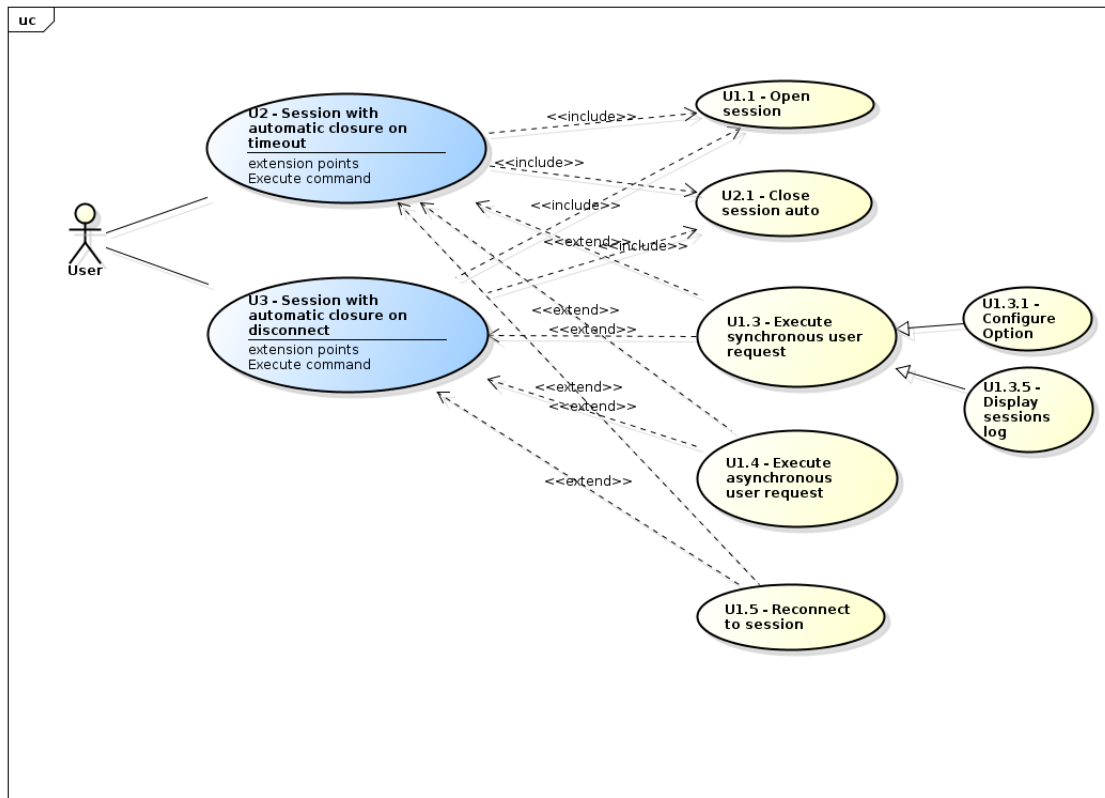 uc
U2 - Session with
automatic closure on
timeout
extension points
Execute command
U1.1 - Open
session
<<include>>
<<include>>
U2.1 - Close
session auto
<<include>>
<<extend>>
<<include>>
User
U3 - Session with
automatic closure on
disconnect
extension points
Execute command
<<extend>>
<<extend>>
U1.3 - Execute
synchronous user
request
U1.3.1 -
Configure
Option
U1.3.5 -
Display
sessions
log
<<extend>>
<<extend>>
U1.4 - Execute
asynchronous
user request
<<extend>>
U1.5 - Reconnect
to session